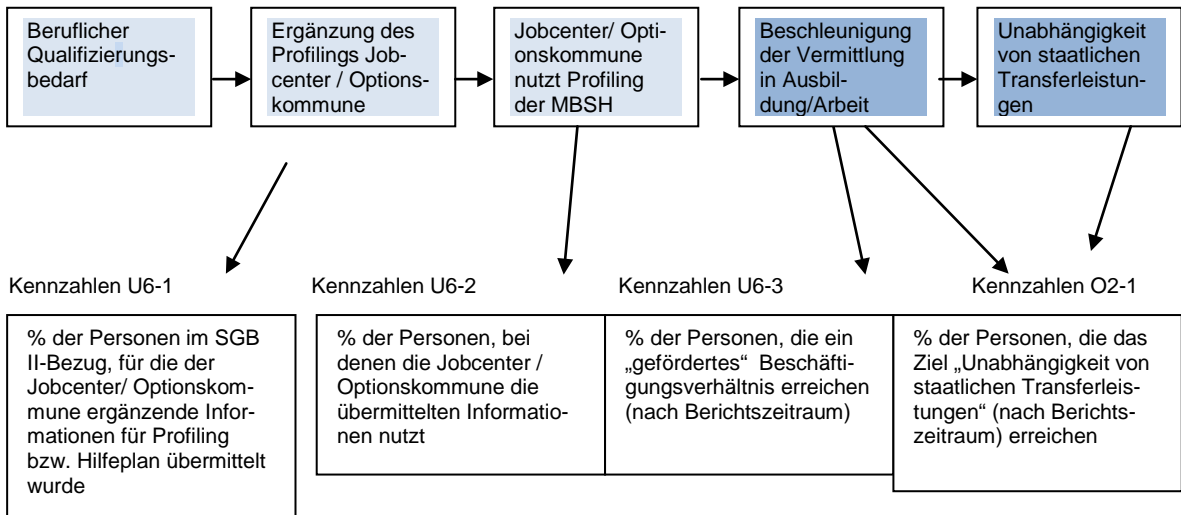 Beruflicher
Qualifizierungs-
bedarf
Ergänzung des
Profilings Job-
center / Options-
kommune
Jobcenter/ Opti-
onskommune
nutzt Profiling
der MBSH
Beschleunigung
der Vermittlung
in Ausbil-
dung/Arbeit
Unabhängigkeit
von staatlichen
Transferleistun-
gen
Kennzahlen U6-1
Kennzahlen U6-2
Kennzahlen U6-3
Kennzahlen O2-1
% der Personen im SGB
II-Bezug, für die der
Jobcenter/ Optionskom-
mune ergänzende Infor-
mationen für Profiling
bzw. Hilfeplan übermittelt
wurde
% der Personen, bei
denen die Jobcenter /
Optionskommune die
übermittelten Informatio-
nen nutzt
% der Personen, die ein
„gefördertes“ Beschäfti-
gungsverhältnis erreichen
(nach Berichtszeitraum)
% der Personen, die das
Ziel „Unabhängigkeit von
staatlichen Transferleis-
tungen“ (nach Berichts-
zeitraum) erreichen